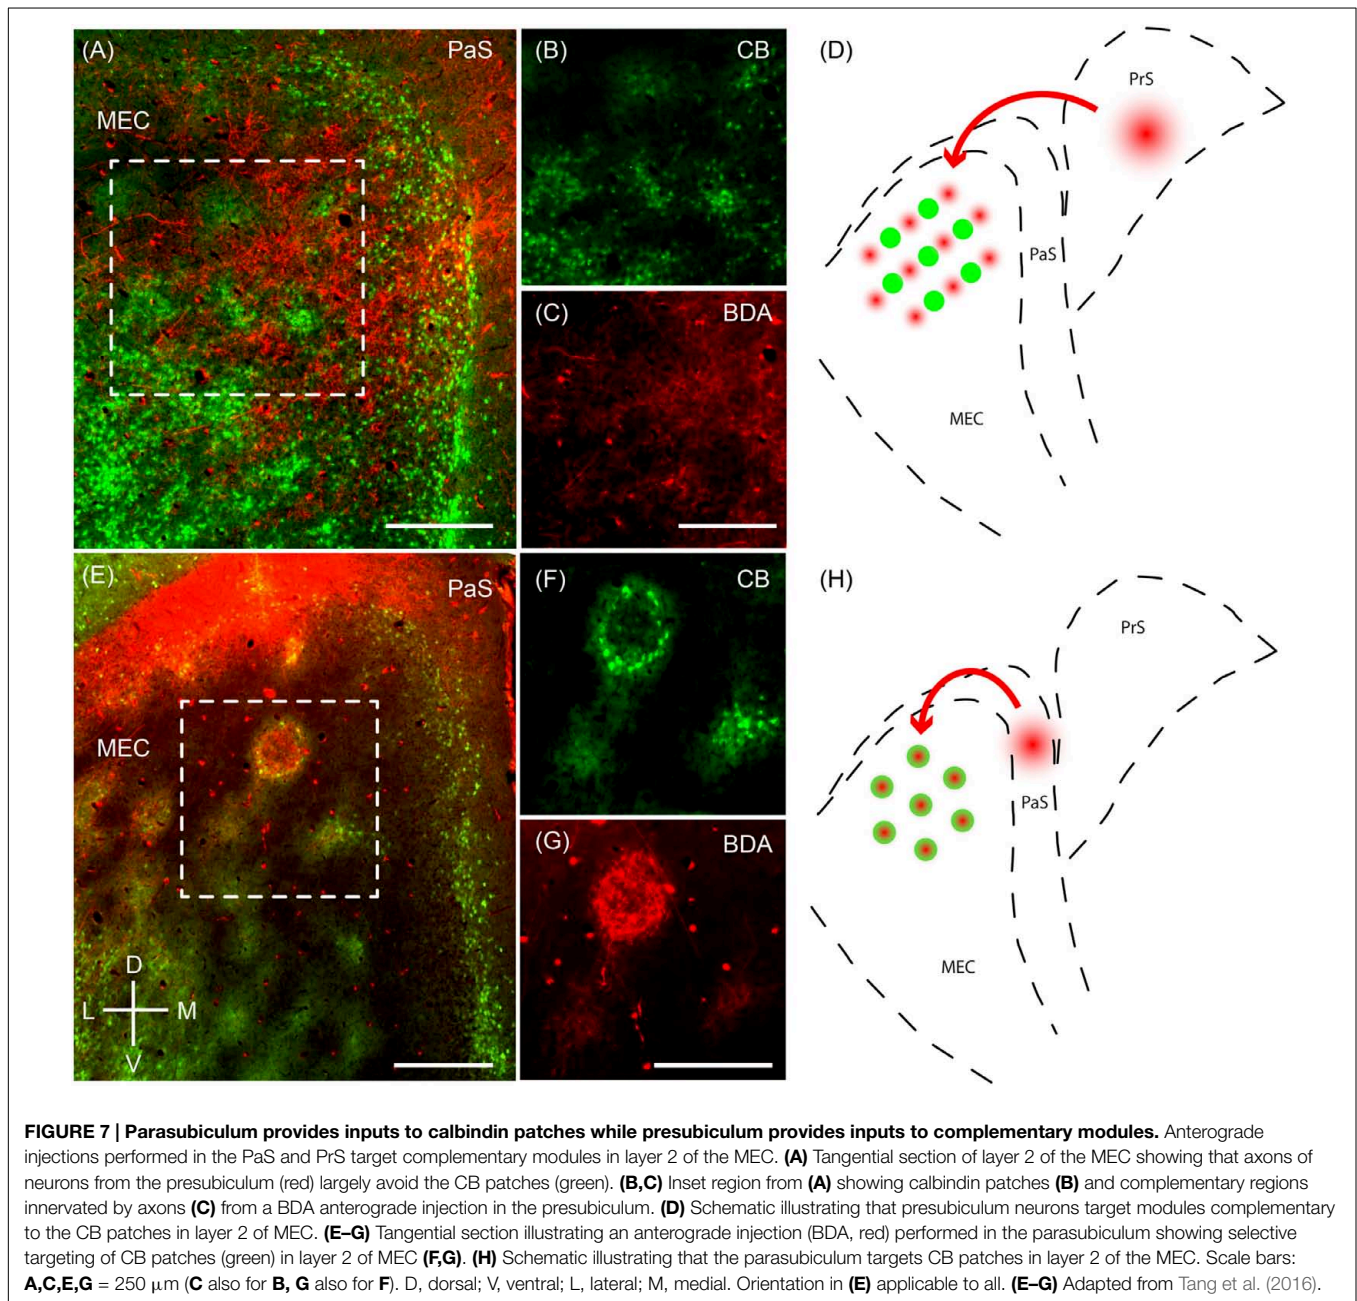 (A)
PaS
MEC
(B)
CB
(C)
BDA
(D)
PrS
PaS
MEC
(E)
PaS
MEC
D
L M
V
(F)
CB
(G)
BDA
(H)
PrS
PaS
MEC
FIGURE 7 | Parasubiculum provides inputs to calbindin patches while presubiculum provides inputs to complementary modules. Anterograde
injections performed in the PaS and PrS target complementary modules in layer 2 of the MEC. (A) Tangential section of layer 2 of the MEC showing that axons of
neurons from the presubiculum (red) largely avoid the CB patches (green). (B,C) Inset region from (A) showing calbindin patches (B) and complementary regions
innervated by axons (C) from a BDA anterograde injection in the presubiculum. (D) Schematic illustrating that presubiculum neurons target modules complementary
to the CB patches in layer 2 of MEC. (E–G) Tangential section illustrating an anterograde injection (BDA, red) performed in the parasubiculum showing selective
targeting of CB patches (green) in layer 2 of MEC (F,G). (H) Schematic illustrating that the parasubiculum targets CB patches in layer 2 of the MEC. Scale bars:
A,C,E,G = 250 μm (C also for B, G also for F). D, dorsal; V, ventral; L, lateral; M, medial. Orientation in (E) applicable to all. (E–G) Adapted from Tang et al. (2016).